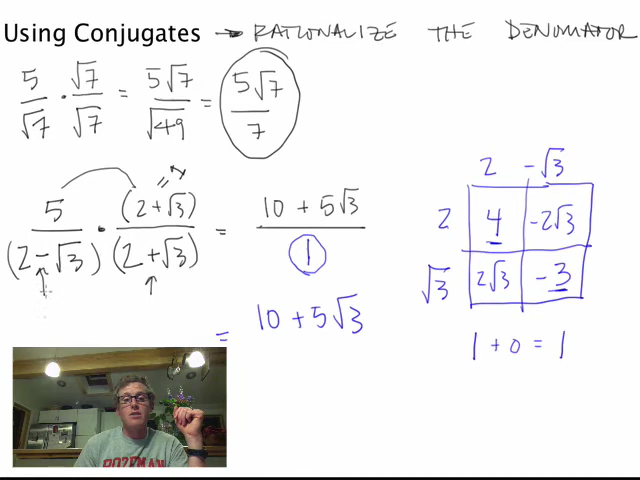 Using Conjugates → RATIONALIZE THE DENOMINATOR
5/√7 · √7/√7 = 5√7/√49 = 5√7/7
5/(2-√3) · (2+√3)/(2+√3) = 10 + 5√3/1
= 10 + 5√3
2 -√3
2 4 -2√3
√3 2√3 -3
1 + 0 = 1
BOZEMAN